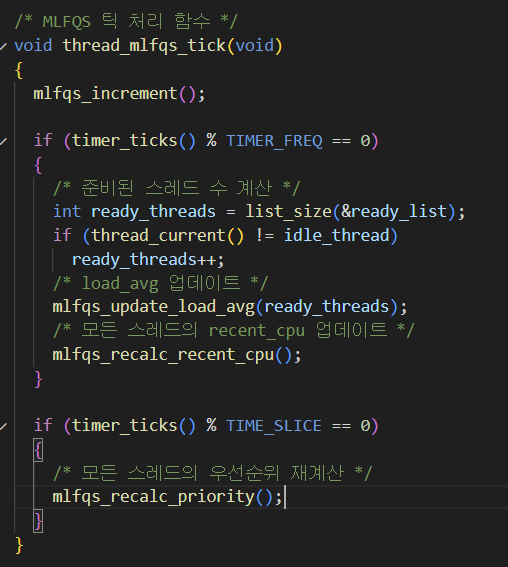 /* MLFQS 틱 처리 함수 */
void thread_mlfqs_tick(void)
{
mlfqs_increment();
if (timer_ticks() % TIMER_FREQ == 0)
{
/* 준비된 스레드 수 계산 */
int ready_threads = list_size(&ready_list);
if (thread_current() != idle_thread)
ready_threads++;
/* load_avg 업데이트 */
mlfqs_update_load_avg(ready_threads);
/* 모든 스레드의 recent_cpu 업데이트 */
mlfqs_recalc_recent_cpu();
}
if (timer_ticks() % TIME_SLICE == 0)
{
/* 모든 스레드의 우선순위 재계산 */
mlfqs_recalc_priority();
}
}